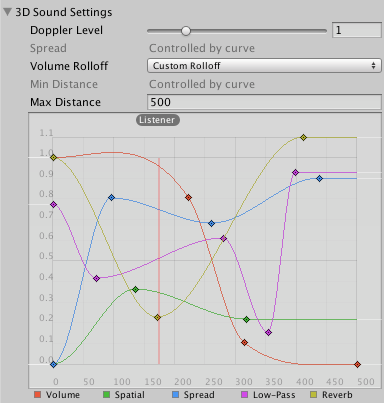 3D Sound Settings
Doppler Level 1
Spread Controlled by curve
Volume Rolloff Custom Rolloff
Min Distance Controlled by curve
Max Distance 500
Listener
1.1
1.0
0.9
0.8
0.7
0.5
0.4
0.3
0.2
0.1
0.0
0 50 100 150 200 250 300 350 400 450 500
Volume Spatial Spread Low-Pass Reverb